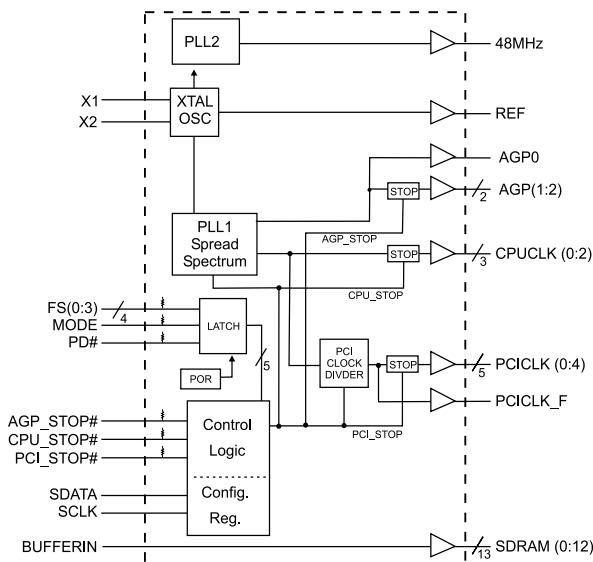 PLL2
48MHz
X1
X2
XTAL
OSC
REF
AGP0
STOP
AGP(1:2)
2
PLL1
Spread
Spectrum
AGP_STOP
STOP
CPUCLK (0:2)
3
CPU_STOP
FS(0:3)
4
MODE
PD#
LATCH
5
POR
PCI
CLOCK
DIVDER
STOP
PCICLK (0:4)
5
PCICLK_F
PCI_STOP
AGP_STOP#
CPU_STOP#
PCI_STOP#
Control
Logic
SDATA
SCLK
Config.
Reg.
BUFFERIN
SDRAM (0:12)
13